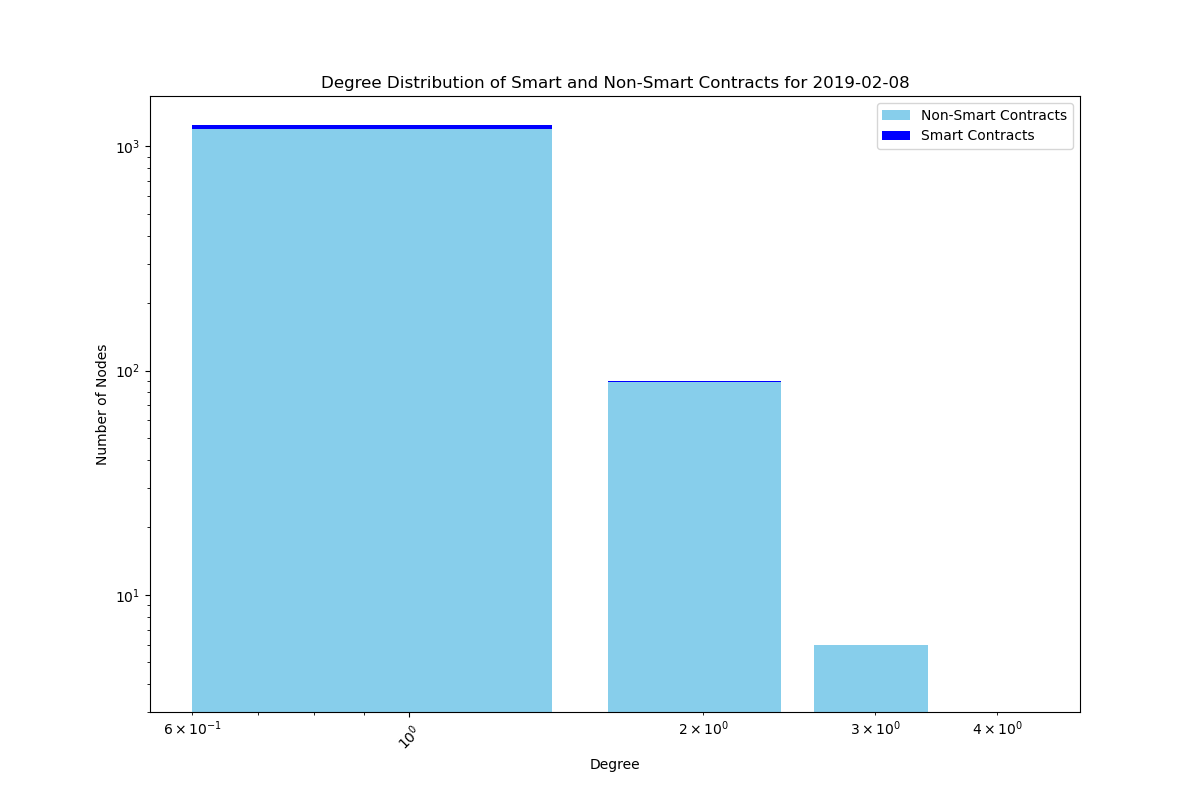 Degree Distribution of Smart and Non-Smart Contracts for 2019-02-08
Non-Smart Contracts
Smart Contracts
Number of Nodes
10³
10²
10¹
6 × 10⁻¹
10⁰
2 × 10⁰
3 × 10⁰
4 × 10⁰
Degree